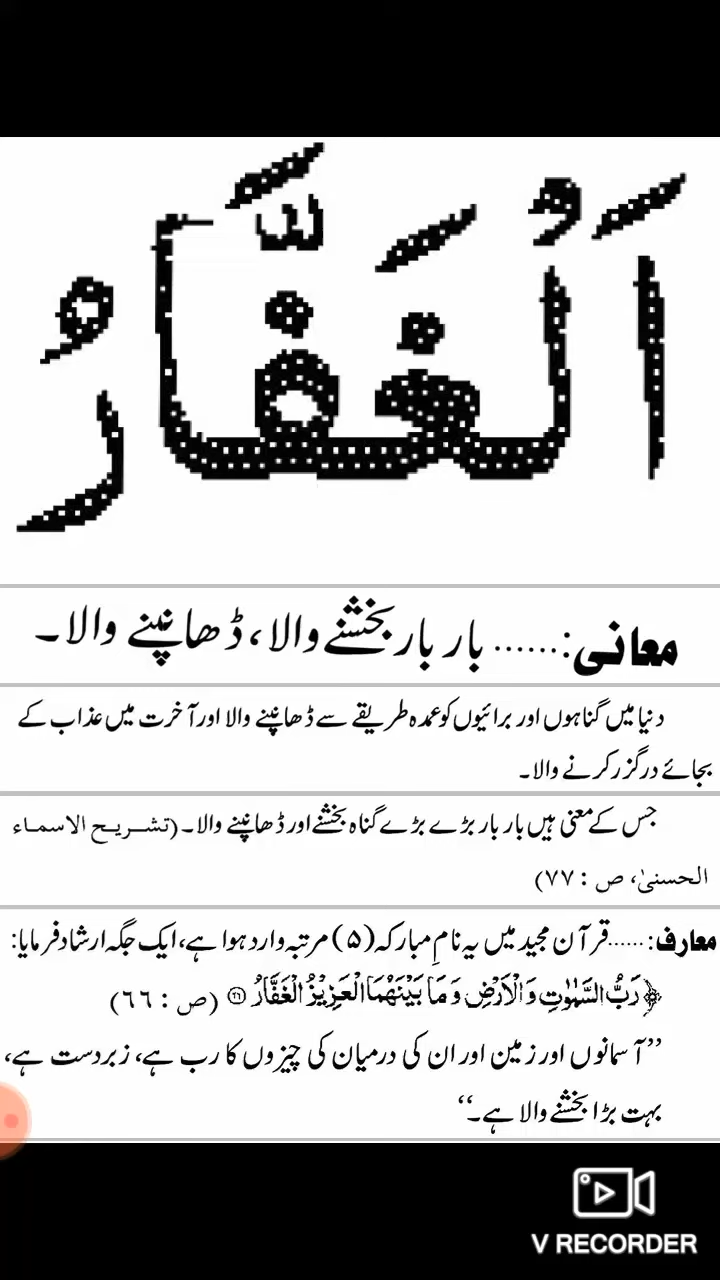 اَلْغَفَّارُ
معانی:...... بار بار بخشنے والا، ڈھانپنے والا۔
دنیا میں گناہوں اور برائیوں کو عمدہ طریقے سے ڈھانپنے والا اور آخرت میں عذاب کے
بجائے درگزر کرنے والا۔
جس کے معنی ہیں بار بار بڑے بڑے گناہ بخشنے اور ڈھانپنے والا۔ (تشریح الاسماء
الحسنیٰ، ص : ۷۷)
معارف:......قرآن مجید میں یہ نامِ مبارکہ (۵) مرتبہ وارد ہوا ہے، ایک جگہ ارشاد فرمایا:
﴿رَبُّ السَّمٰوٰتِ وَالْاَرْضِ وَمَا بَيْنَهُمَا الْعَزِيْزُ الْغَفَّارُ ۶۶﴾ (ص : ۶۶)
’’آسمانوں اور زمین اور ان کی درمیان کی چیزوں کا رب ہے، زبردست ہے،
بہت بڑا بخشنے والا ہے۔‘‘
V RECORDER